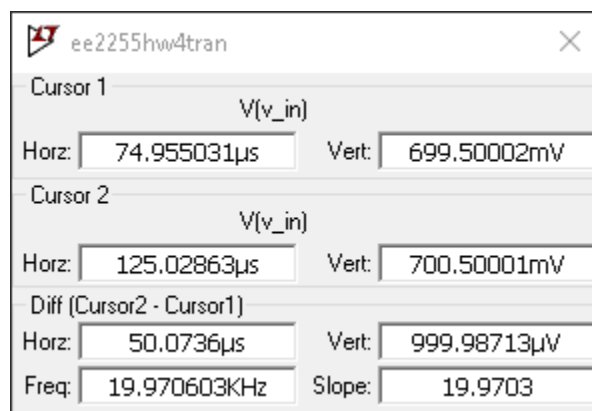 ee2255hw4tran
Cursor 1
V(v_in)
Horz: 74.955031µs Vert: 699.50002mV
Cursor 2
V(v_in)
Horz: 125.02863µs Vert: 700.50001mV
Diff (Cursor2 - Cursor1)
Horz: 50.0736µs Vert: 999.98713µV
Freq: 19.970603KHz Slope: 19.9703